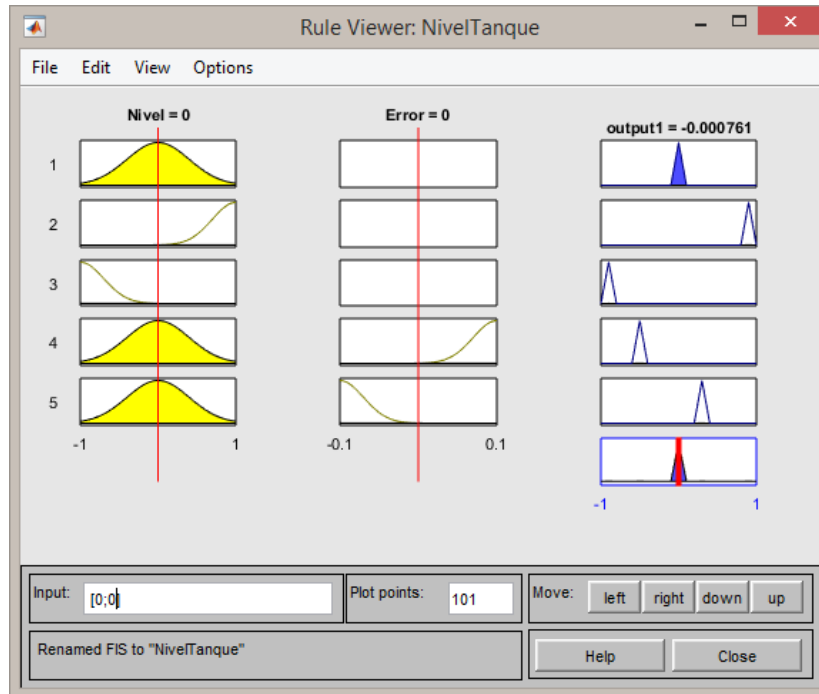 Rule Viewer: NivelTanque
File Edit View Options
Nivel = 0 Error = 0 output1 = -0.000761
1
2
3
4
5
-1 1 -0.1 0.1
-1 1
Input: [0;0] Plot points: 101 Move: left right down up
Renamed FIS to "NivelTanque" Help Close